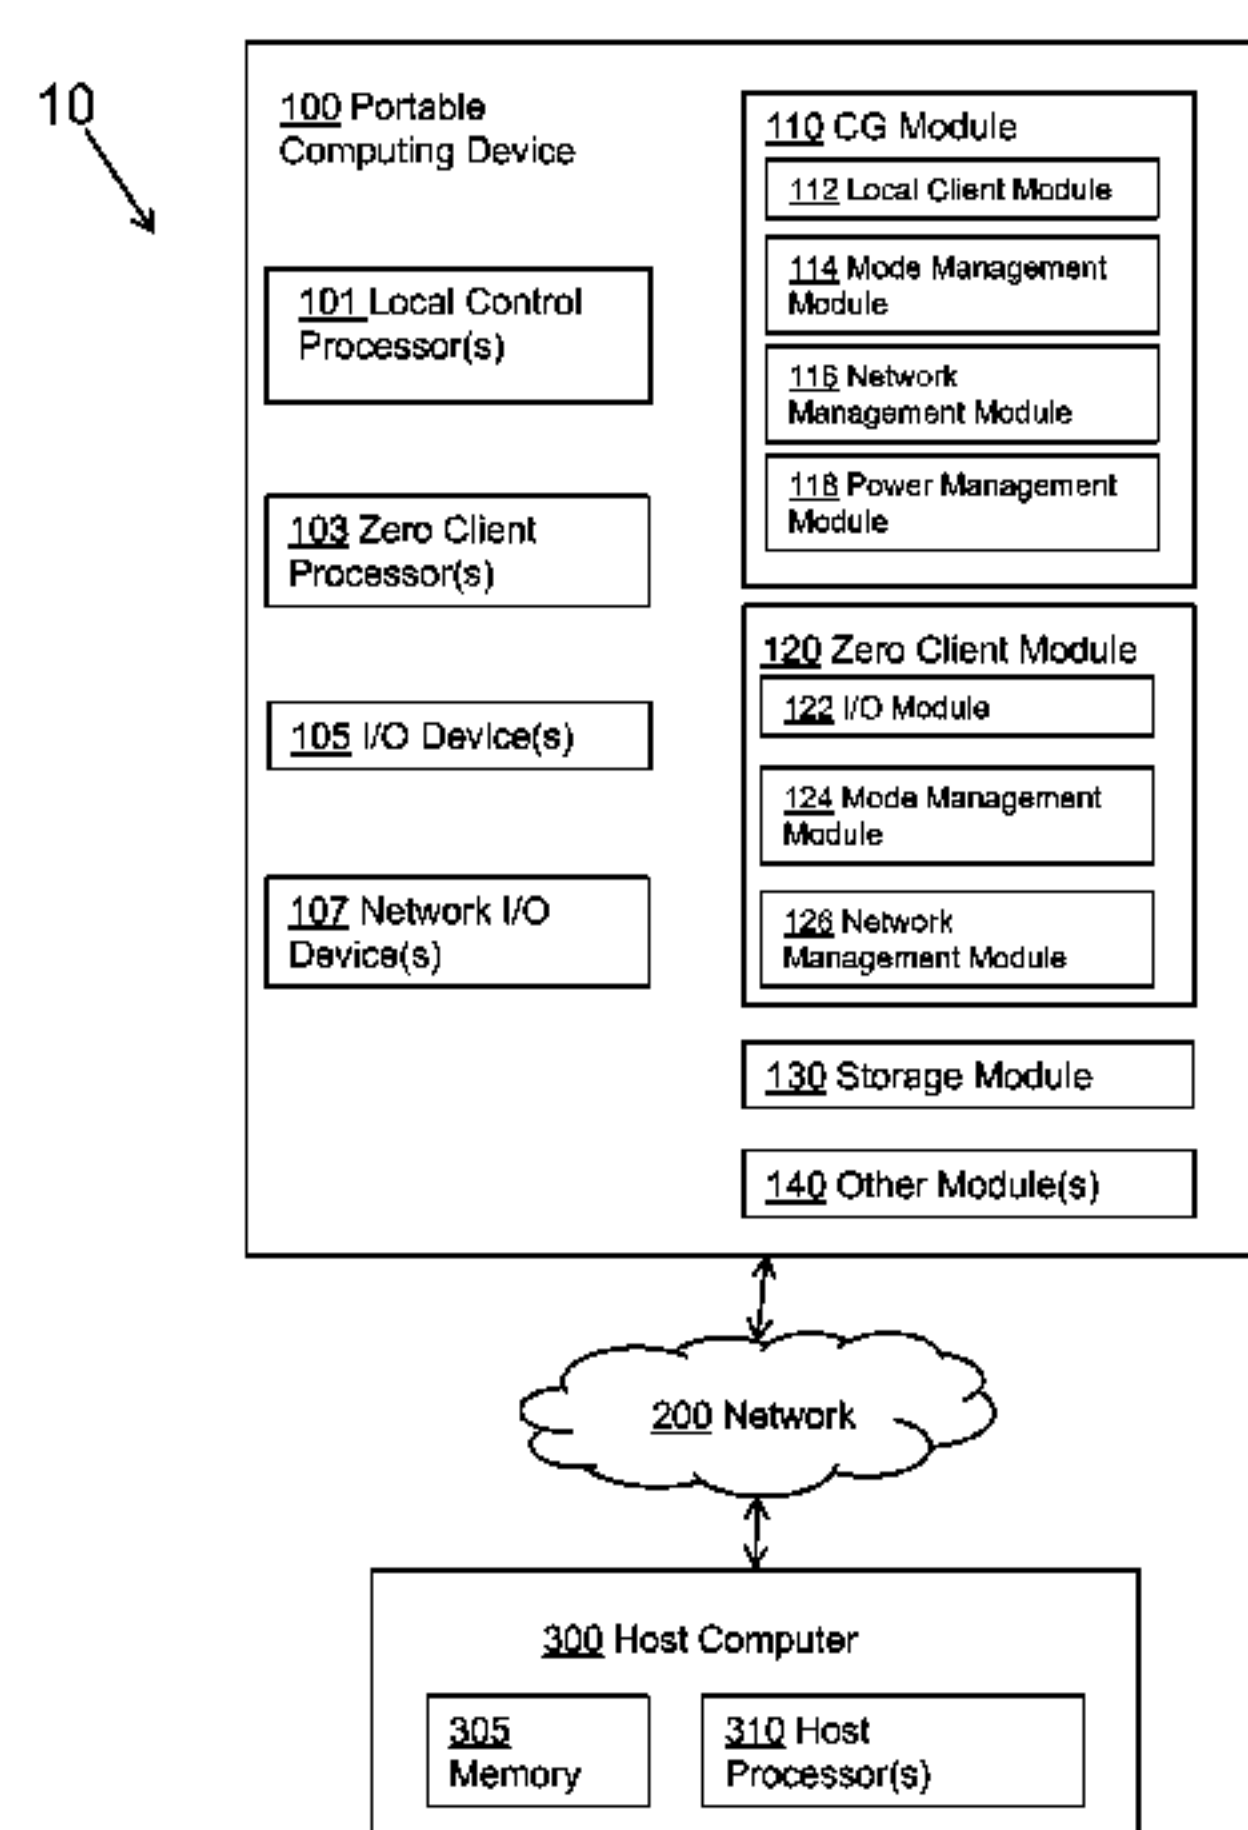 10
100 Portable
Computing Device
101 Local Control
Processor(s)
103 Zero Client
Processor(s)
105 I/O Device(s)
107 Network I/O
Device(s)
110 CG Module
112 Local Client Module
114 Mode Management
Module
116 Network
Management Module
118 Power Management
Module
120 Zero Client Module
122 I/O Module
124 Mode Management
Module
126 Network
Management Module
130 Storage Module
140 Other Module(s)
200 Network
300 Host Computer
305
Memory
310 Host
Processor(s)